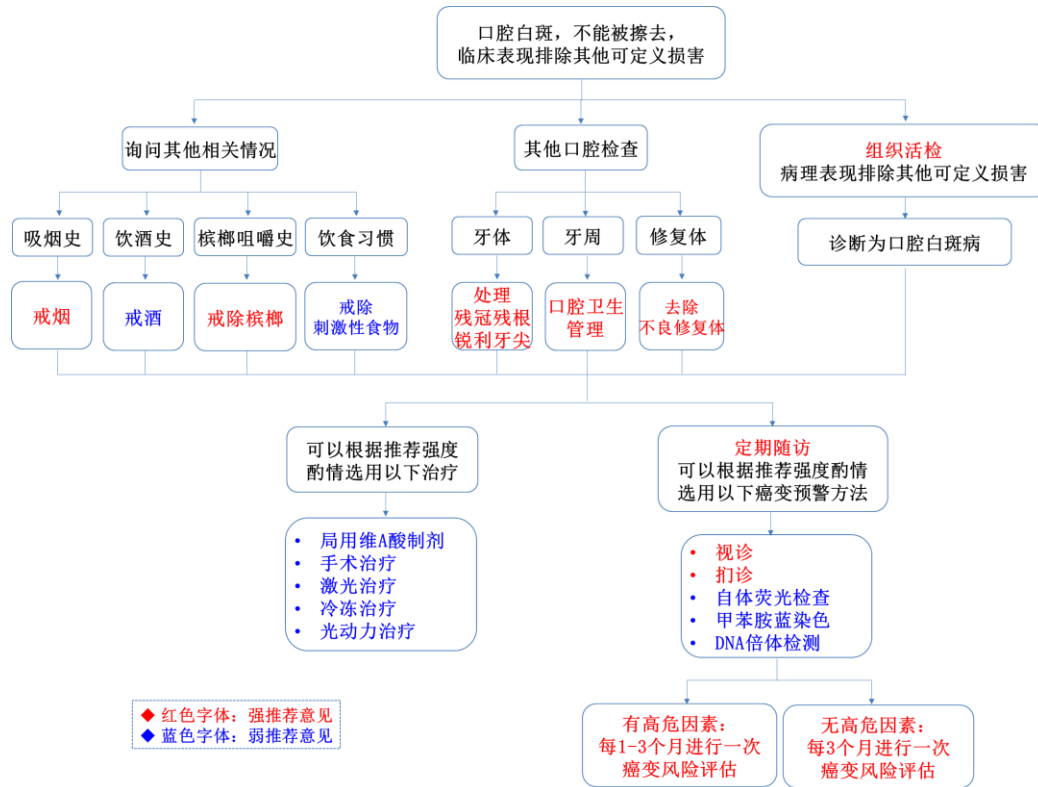 口腔白斑，不能被擦去，
临床表现排除其他可定义损害
询问其他相关情况
其他口腔检查
组织活检
病理表现排除其他可定义损害
吸烟史
饮酒史
槟榔咀嚼史
饮食习惯
牙体
牙周
修复体
诊断为口腔白斑病
戒烟
戒酒
戒除槟榔
戒除
刺激性食物
处理
残冠残根
锐利牙尖
口腔卫生
管理
去除
不良修复体
可以根据推荐强度
酌情选用以下治疗
定期随访
可以根据推荐强度酌情
选用以下癌变预警方法
• 局用维A酸制剂
• 手术治疗
• 激光治疗
• 冷冻治疗
• 光动力治疗
• 视诊
• 扪诊
• 自体荧光检查
• 甲苯胺蓝染色
• DNA倍体检测
◆ 红色字体：强推荐意见
◆ 蓝色字体：弱推荐意见
有高危因素：
每1-3个月进行一次
癌变风险评估
无高危因素：
每3个月进行一次
癌变风险评估